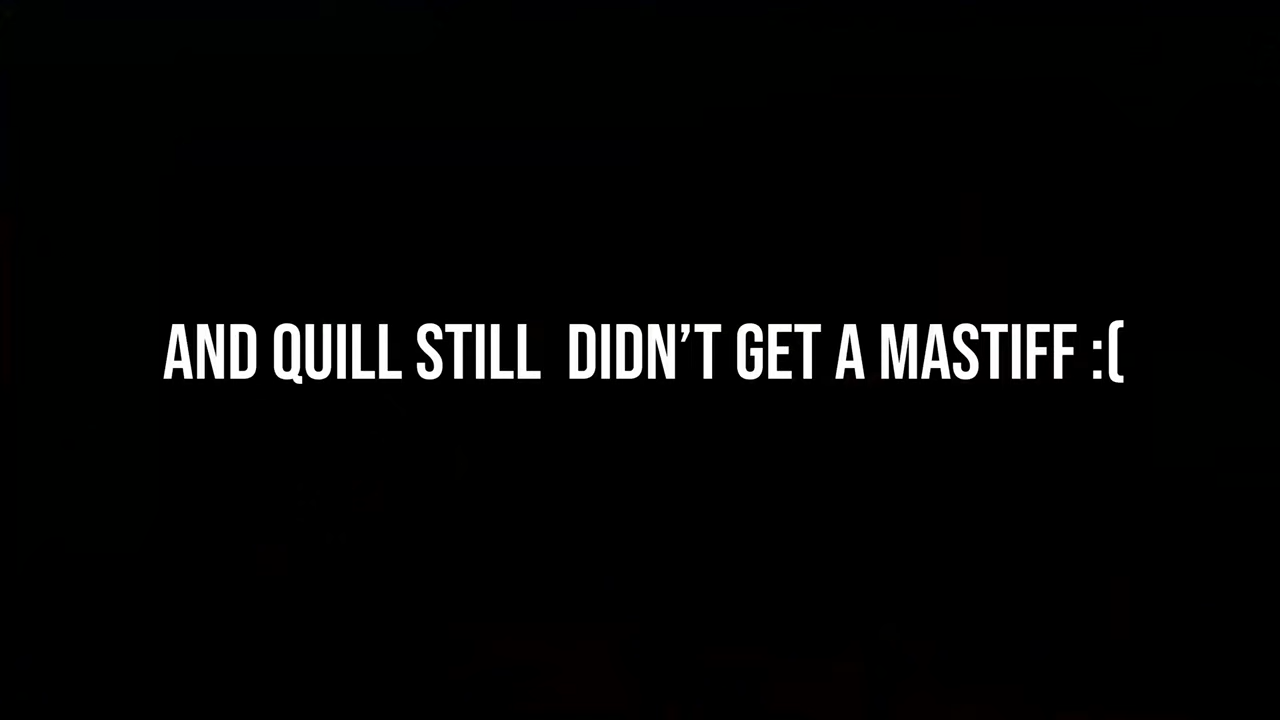 AND QUILL STILL  DIDN’T GET A MASTIFF :(